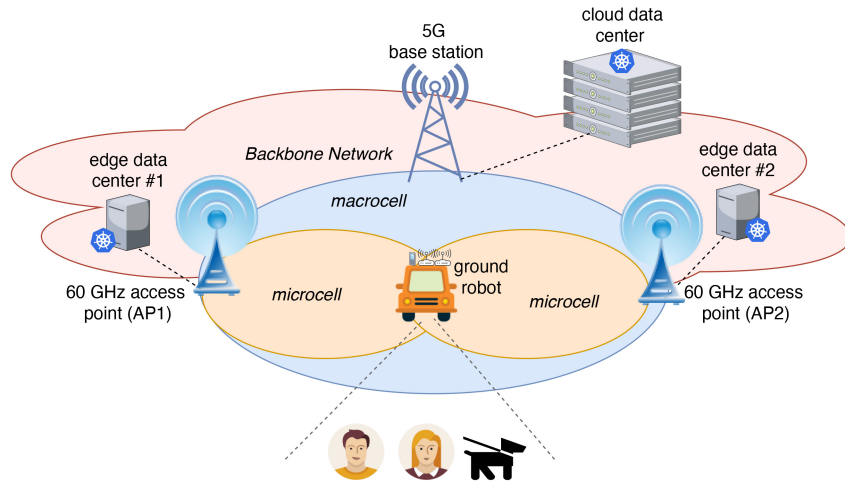 cloud data
center
5G
base station
Backbone Network
edge data
center #1
edge data
center #2
macrocell
ground
robot
microcell
microcell
60 GHz access
point (AP1)
60 GHz access
point (AP2)